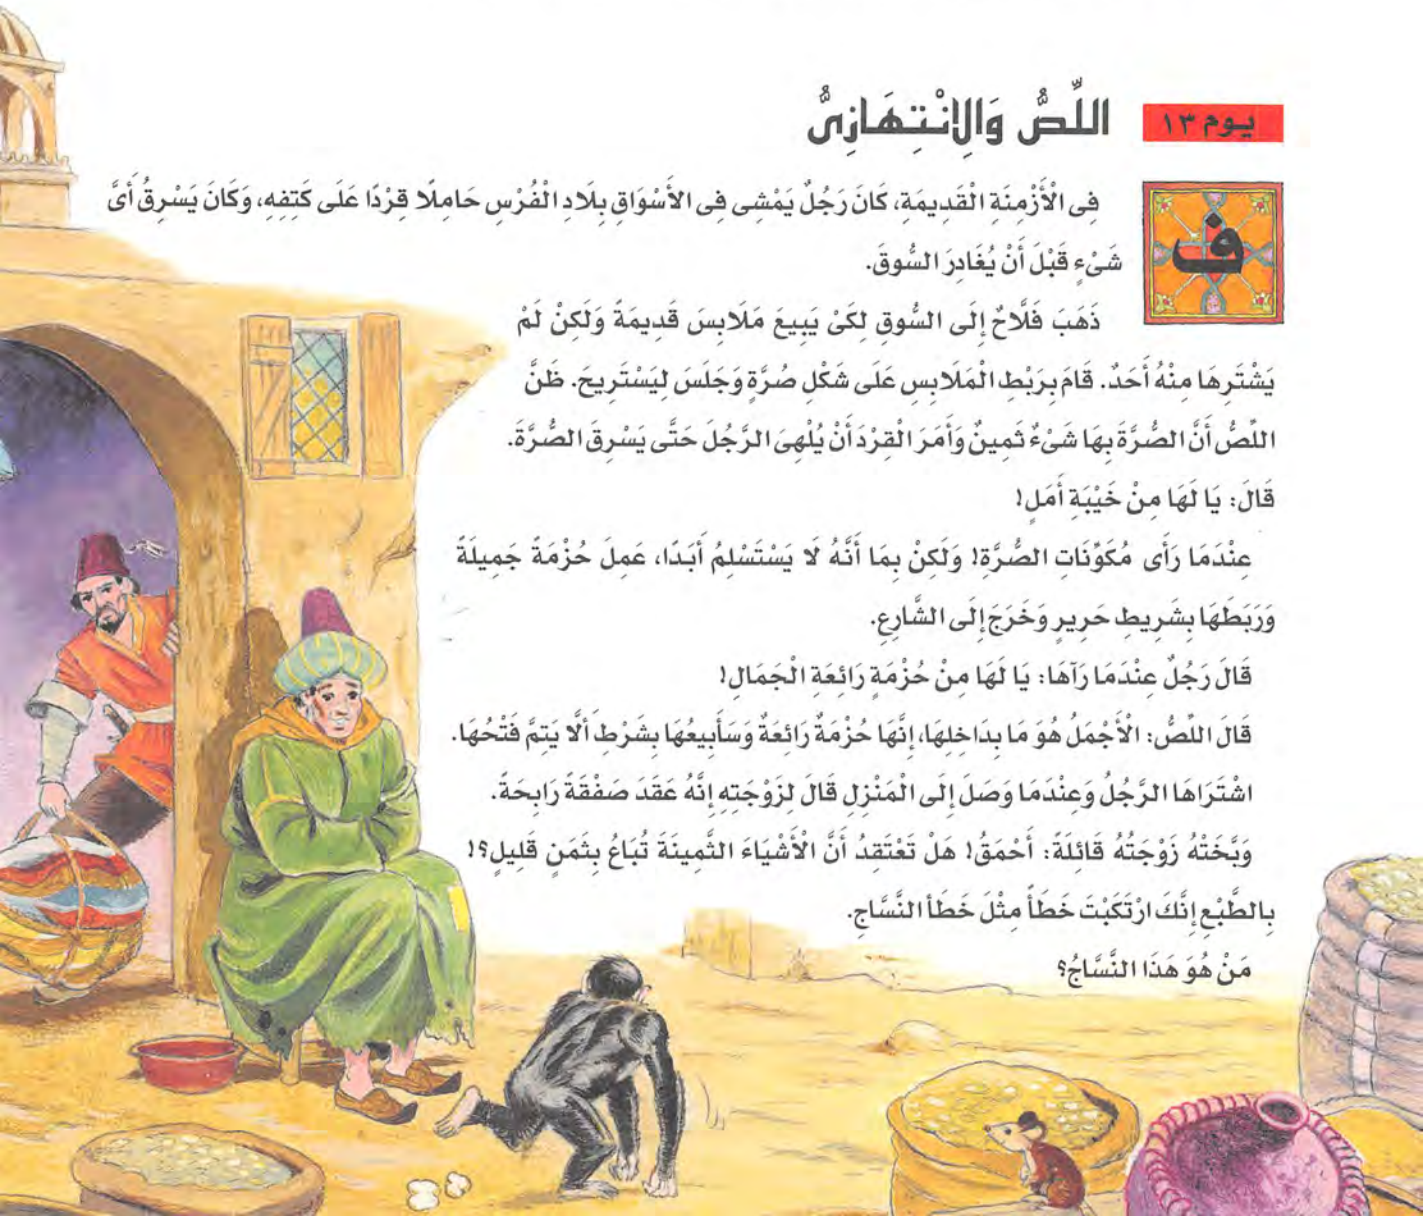 يوم ١٣
اللِّصُّ وَالِانْتِهَازِىُّ
فِى الْأَزْمِنَةِ الْقَدِيمَةِ، كَانَ رَجُلٌ يَمْشِى فِى الأَسْوَاقِ بِلَادِ الْفُرْسِ حَامِلًا قِرْدًا عَلَى كَتِفِهِ، وَكَانَ يَسْرِقُ أَىَّ
شَىْءٍ قَبْلَ أَنْ يُغَادِرَ السُّوقَ.
ذَهَبَ فَلَّاحٌ إِلَى السُّوقِ لِكَىْ يَبِيعَ مَلَابِسَ قَدِيمَةً وَلَكِنْ لَمْ
يَشْتَرِهَا مِنْهُ أَحَدٌ. قَامَ بِرَبْطِ الْمَلَابِسِ عَلَى شَكْلِ صُرَّةٍ وَجَلَسَ لِيَسْتَرِيحَ. ظَنَّ
اللِّصُّ أَنَّ الصُّرَّةَ بِهَا شَىْءٌ ثَمِينٌ وَأَمَرَ الْقِرْدَ أَنْ يُلْهِىَ الرَّجُلَ حَتَّى يَسْرِقَ الصُّرَّةَ.
قَالَ: يَا لَهَا مِنْ خَيْبَةِ أَمَلٍ!
عِنْدَمَا رَأَى مُكَوِّنَاتِ الصُّرَّةِ! وَلَكِنْ بِمَا أَنَّهُ لَا يَسْتَسْلِمُ أَبَدًا، عَمِلَ حُزْمَةً جَمِيلَةً
وَرَبَطَهَا بِشَرِيطِ حَرِيرٍ وَخَرَجَ إِلَى الشَّارِعِ.
قَالَ رَجُلٌ عِنْدَمَا رَآهَا: يَا لَهَا مِنْ حُزْمَةٍ رَائِعَةِ الْجَمَالِ!
قَالَ اللِّصُّ: الْأَجْمَلُ هُوَ مَا بِدَاخِلِهَا، إِنَّهَا حُزْمَةٌ رَائِعَةٌ وَسَأَبِيعُهَا بِشَرْطِ أَلَّا يَتِمَّ فَتْحُهَا.
اشْتَرَاهَا الرَّجُلُ وَعِنْدَمَا وَصَلَ إِلَى الْمَنْزِلِ قَالَ لِزَوْجَتِهِ إِنَّهُ عَقَدَ صَفْقَةً رَابِحَةً.
وَبَّخَتْهُ زَوْجَتُهُ قَائِلَةً: أَحْمَقُ! هَلْ تَعْتَقِدُ أَنَّ الْأَشْيَاءَ الثَّمِينَةَ تُبَاعُ بِثَمَنٍ قَلِيلٍ؟!
بِالطَّبْعِ إِنَّكَ ارْتَكَبْتَ خَطَأً مِثْلَ خَطَأ النَّسَّاجِ.
مَنْ هُوَ هَذَا النَّسَّاجُ؟